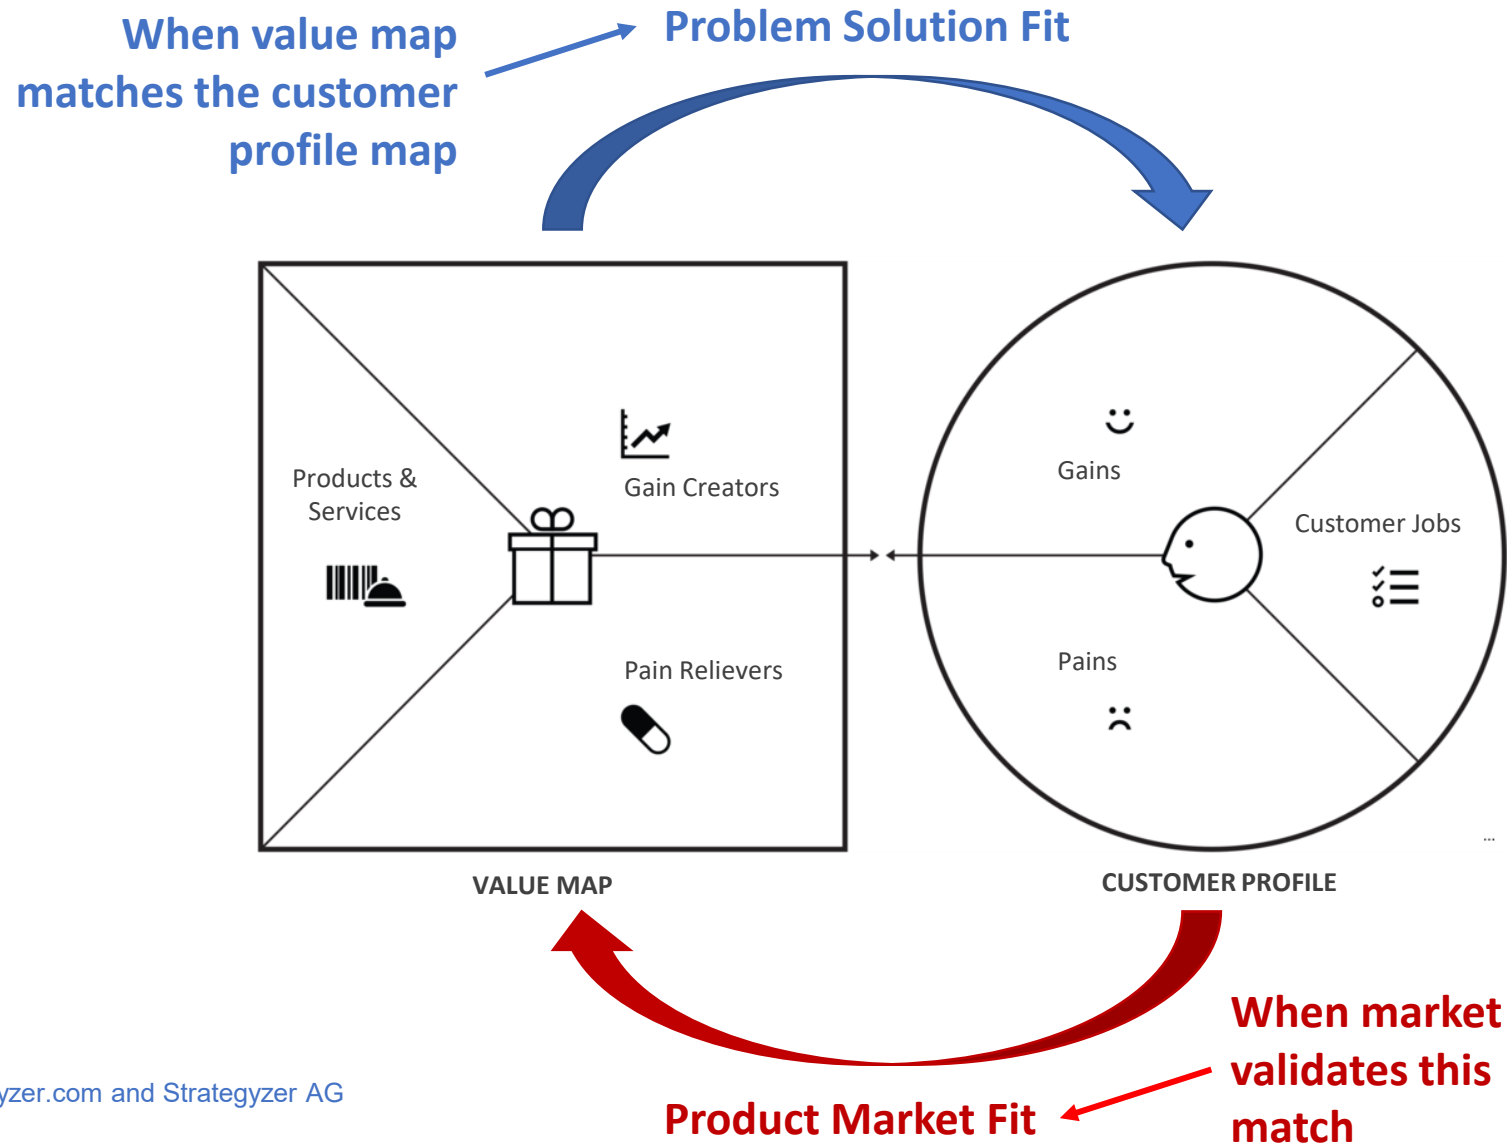 When value map
matches the customer
profile map
Problem Solution Fit
Products &
Services
Gain Creators
Pain Relievers
Gains
Customer Jobs
Pains
...
VALUE MAP
CUSTOMER PROFILE
When market
validates this
match
Product Market Fit
yzer.com and Strategyzer AG